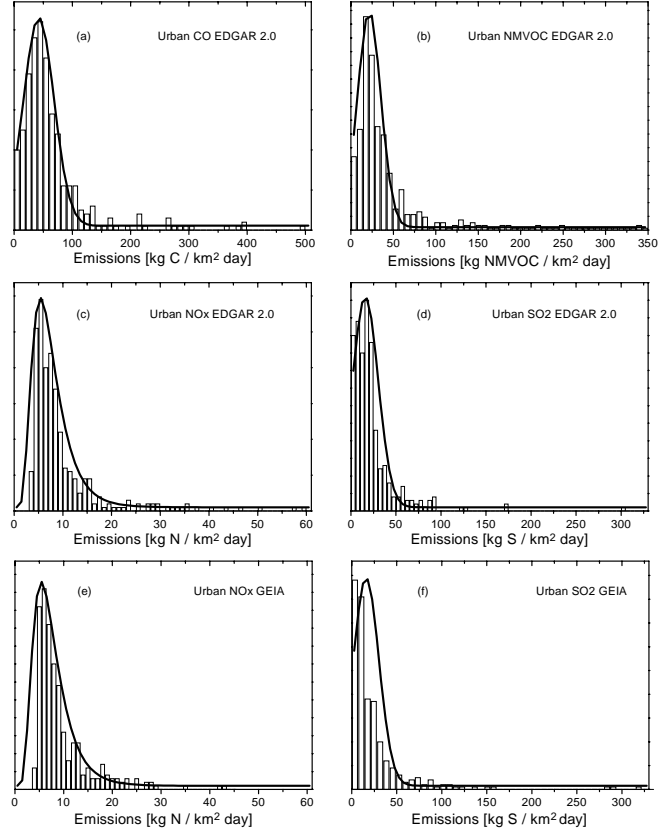 (a) Urban CO EDGAR 2.0
0 100 200 300 400 500
Emissions [kg C / km² day]
(b) Urban NMVOC EDGAR 2.0
0 50 100 150 200 250 300 350
Emissions [kg NMVOC / km² day]
(c) Urban NOx EDGAR 2.0
0 10 20 30 40 50 60
Emissions [kg N / km² day]
(d) Urban SO2 EDGAR 2.0
0 50 100 150 200 250 300
Emissions [kg S / km² day]
(e) Urban NOx GEIA
0 10 20 30 40 50 60
Emissions [kg N / km² day]
(f) Urban SO2 GEIA
0 50 100 150 200 250 300
Emissions [kg S / km² day]